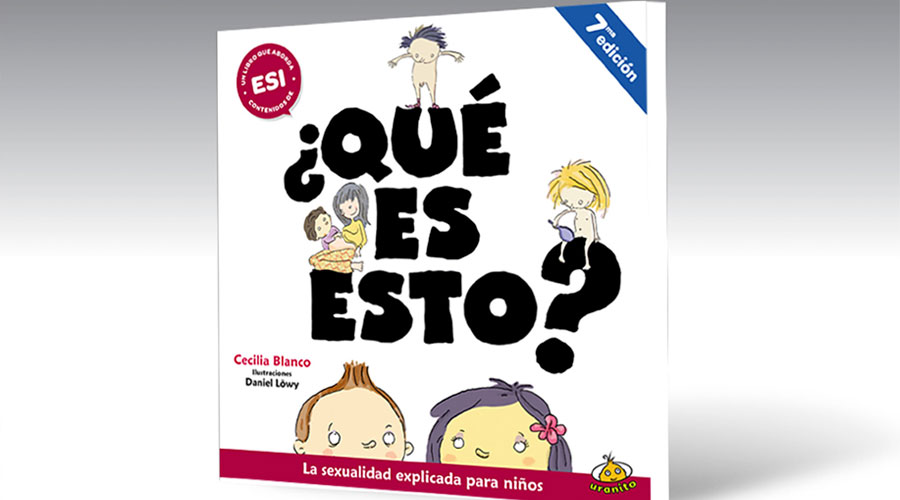 UN LIBRO QUE ABORDA
ESI
CONTENIDOS DE
7ma edición
¿QUÉ
ES
ESTO?
Cecilia Blanco
Ilustraciones
Daniel Löwy
La sexualidad explicada para niños
uranito